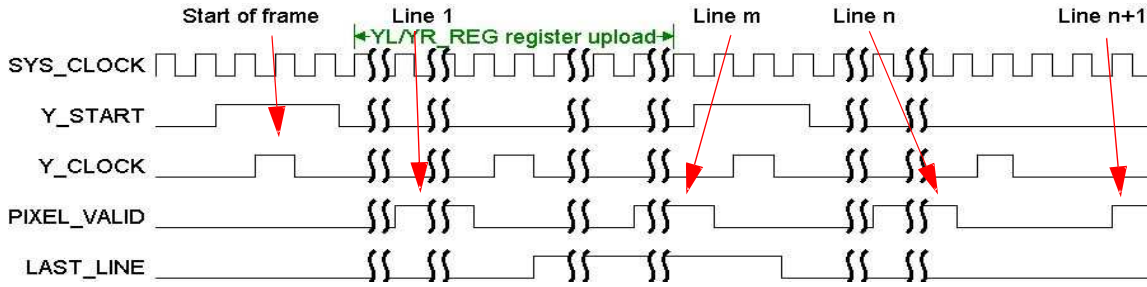 Start of frame Line 1 Line m Line n Line n+1
YL/YR_REG register upload
SYS_CLOCK
Y_START
Y_CLOCK
PIXEL_VALID
LAST_LINE